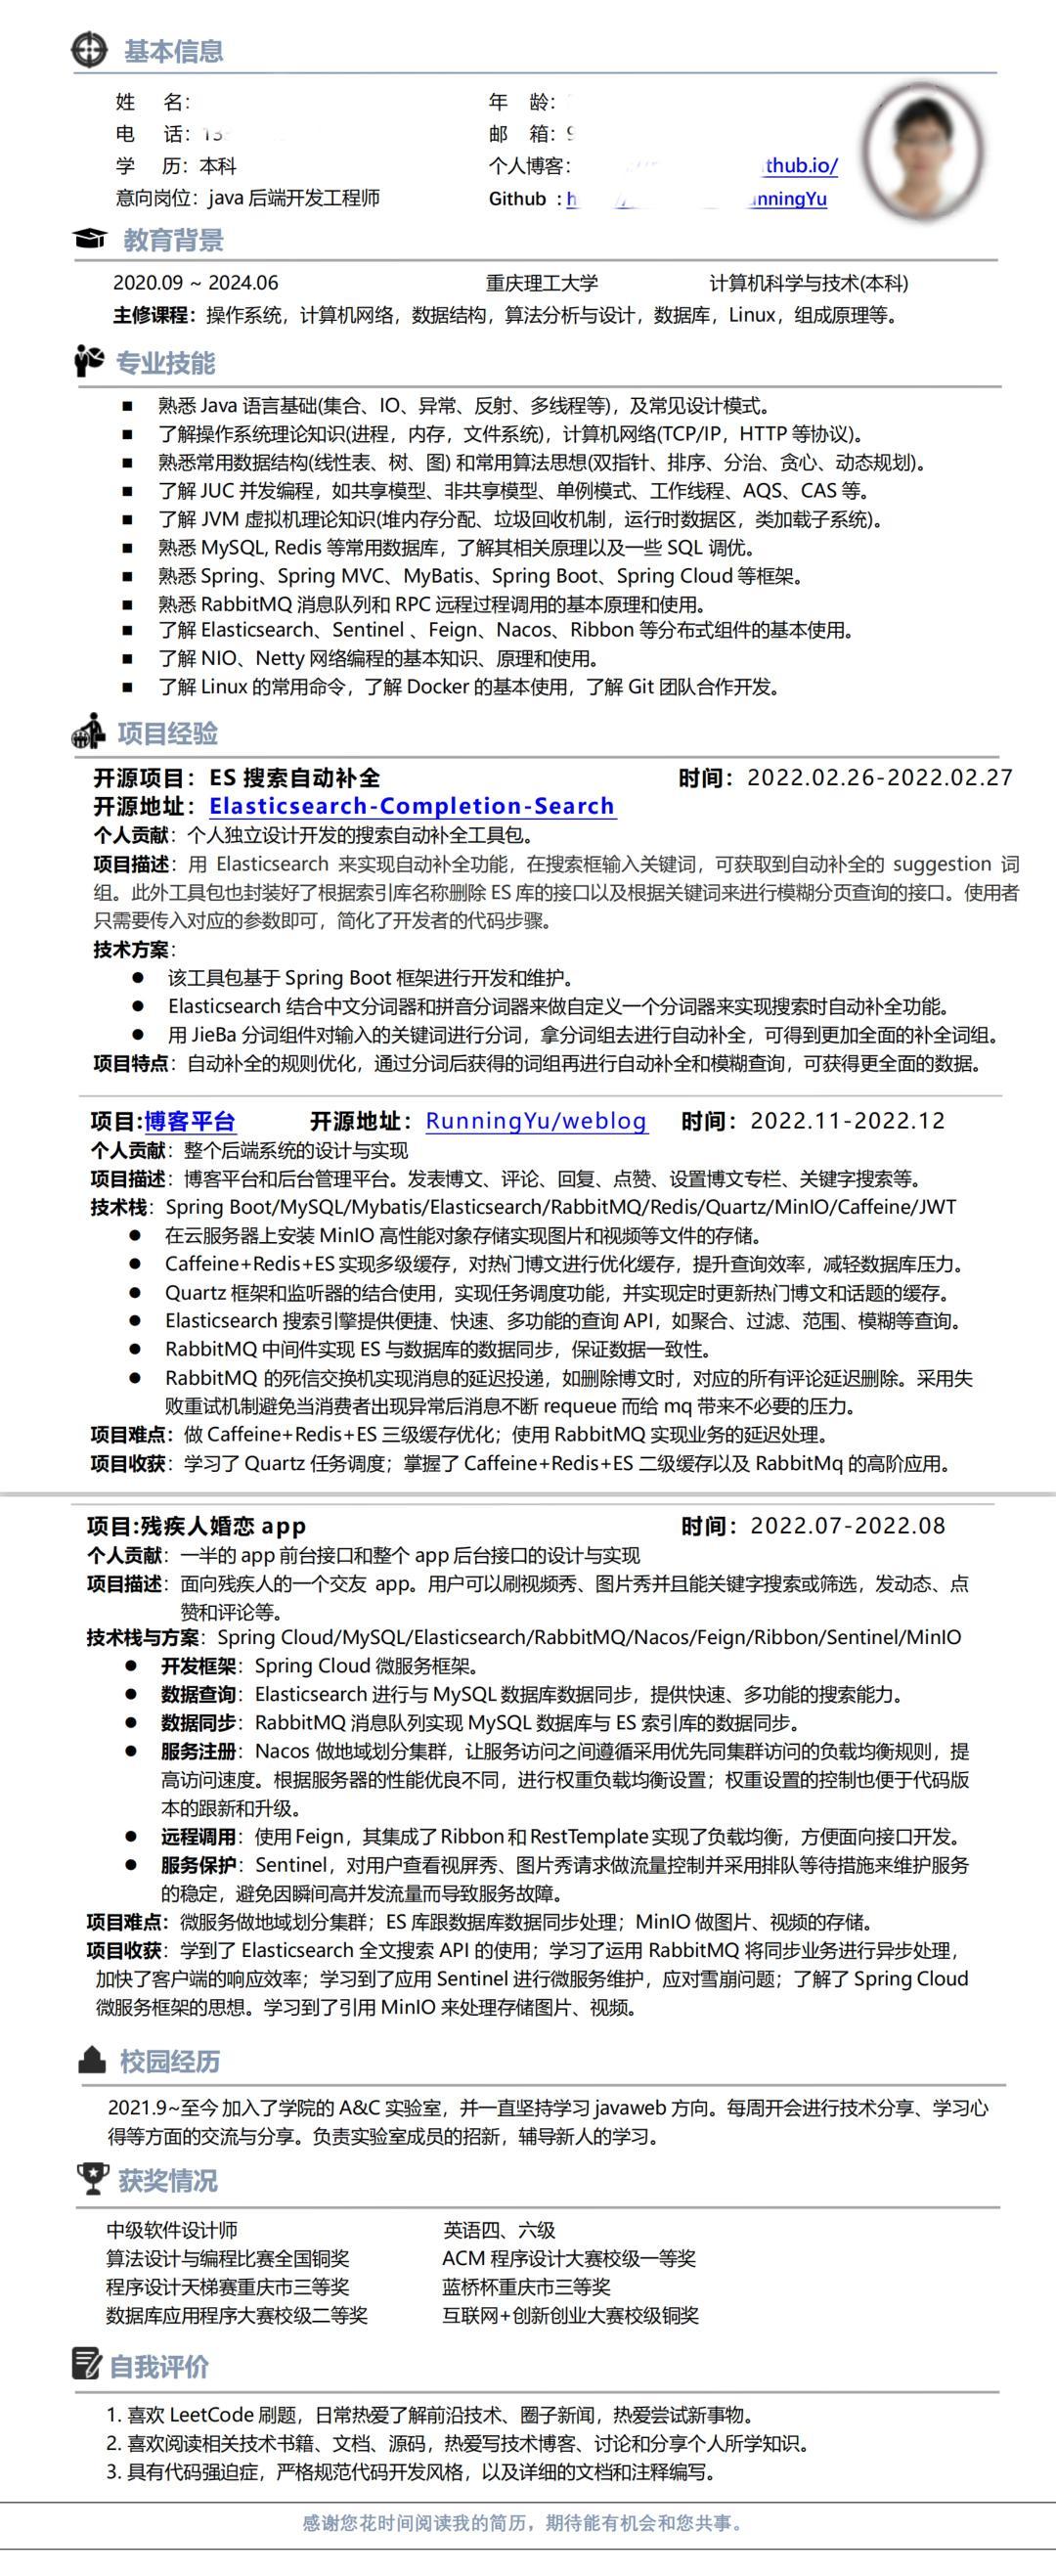 基本信息
姓 名：
年 龄：
电 话：13
邮 箱：9
学 历：本科
个人博客： thub.io/
意向岗位：java 后端开发工程师
Github ：h nningYu
教育背景
2020.09 ~ 2024.06 重庆理工大学 计算机科学与技术(本科)
主修课程：操作系统，计算机网络，数据结构，算法分析与设计，数据库，Linux，组成原理等。
专业技能
■ 熟悉 Java 语言基础(集合、IO、异常、反射、多线程等)，及常见设计模式。
■ 了解操作系统理论知识(进程，内存，文件系统)，计算机网络(TCP/IP，HTTP 等协议)。
■ 熟悉常用数据结构(线性表、树、图) 和常用算法思想(双指针、排序、分治、贪心、动态规划)。
■ 了解 JUC 并发编程，如共享模型、非共享模型、单例模式、工作线程、AQS、CAS 等。
■ 了解 JVM 虚拟机理论知识(堆内存分配、垃圾回收机制，运行时数据区，类加载子系统)。
■ 熟悉 MySQL, Redis 等常用数据库，了解其相关原理以及一些 SQL 调优。
■ 熟悉 Spring、Spring MVC、MyBatis、Spring Boot、Spring Cloud 等框架。
■ 熟悉 RabbitMQ 消息队列和 RPC 远程过程调用的基本原理和使用。
■ 了解 Elasticsearch、Sentinel 、Feign、Nacos、Ribbon 等分布式组件的基本使用。
■ 了解 NIO、Netty 网络编程的基本知识、原理和使用。
■ 了解 Linux 的常用命令，了解 Docker 的基本使用，了解 Git 团队合作开发。
项目经验
开源项目：ES 搜索自动补全 时间：2022.02.26-2022.02.27
开源地址：Elasticsearch-Completion-Search
个人贡献：个人独立设计开发的搜索自动补全工具包。
项目描述：用 Elasticsearch 来实现自动补全功能，在搜索框输入关键词，可获取到自动补全的 suggestion 词
组。此外工具包也封装好了根据索引库名称删除 ES 库的接口以及根据关键词来进行模糊分页查询的接口。使用者
只需要传入对应的参数即可，简化了开发者的代码步骤。
技术方案：
● 该工具包基于 Spring Boot 框架进行开发和维护。
● Elasticsearch 结合中文分词器和拼音分词器来做自定义一个分词器来实现搜索时自动补全功能。
● 用 JieBa 分词组件对输入的关键词进行分词，拿分词组去进行自动补全，可得到更加全面的补全词组。
项目特点：自动补全的规则优化，通过分词后获得的词组再进行自动补全和模糊查询，可获得更全面的数据。
项目:博客平台 开源地址：RunningYu/weblog 时间：2022.11-2022.12
个人贡献：整个后端系统的设计与实现
项目描述：博客平台和后台管理平台。发表博文、评论、回复、点赞、设置博文专栏、关键字搜索等。
技术栈：Spring Boot/MySQL/Mybatis/Elasticsearch/RabbitMQ/Redis/Quartz/MinIO/Caffeine/JWT
● 在云服务器上安装 MinIO 高性能对象存储实现图片和视频等文件的存储。
● Caffeine+Redis+ES 实现多级缓存，对热门博文进行优化缓存，提升查询效率，减轻数据库压力。
● Quartz 框架和监听器的结合使用，实现任务调度功能，并实现定时更新热门博文和话题的缓存。
● Elasticsearch 搜索引擎提供便捷、快速、多功能的查询 API，如聚合、过滤、范围、模糊等查询。
● RabbitMQ 中间件实现 ES 与数据库的数据同步，保证数据一致性。
● RabbitMQ 的死信交换机实现消息的延迟投递，如删除博文时，对应的所有评论延迟删除。采用失
败重试机制避免当消费者出现异常后消息不断 requeue 而给 mq 带来不必要的压力。
项目难点：做 Caffeine+Redis+ES 三级缓存优化；使用 RabbitMQ 实现业务的延迟处理。
项目收获：学习了 Quartz 任务调度；掌握了 Caffeine+Redis+ES 二级缓存以及 RabbitMq 的高阶应用。
项目:残疾人婚恋 app 时间：2022.07-2022.08
个人贡献：一半的 app 前台接口和整个 app 后台接口的设计与实现
项目描述：面向残疾人的一个交友 app。用户可以刷视频秀、图片秀并且能关键字搜索或筛选，发动态、点
赞和评论等。
技术栈与方案：Spring Cloud/MySQL/Elasticsearch/RabbitMQ/Nacos/Feign/Ribbon/Sentinel/MinIO
● 开发框架：Spring Cloud 微服务框架。
● 数据查询：Elasticsearch 进行与 MySQL 数据库数据同步，提供快速、多功能的搜索能力。
● 数据同步：RabbitMQ 消息队列实现 MySQL 数据库与 ES 索引库的数据同步。
● 服务注册：Nacos 做地域划分集群，让服务访问之间遵循采用优先同集群访问的负载均衡规则，提
高访问速度。根据服务器的性能优良不同，进行权重负载均衡设置；权重设置的控制也便于代码版
本的跟新和升级。
● 远程调用：使用 Feign，其集成了 Ribbon 和 RestTemplate 实现了负载均衡，方便面向接口开发。
● 服务保护：Sentinel，对用户查看视屏秀、图片秀请求做流量控制并采用排队等待措施来维护服务
的稳定，避免因瞬间高并发流量而导致服务故障。
项目难点：微服务做地域划分集群；ES 库跟数据库数据同步处理；MinIO 做图片、视频的存储。
项目收获：学到了 Elasticsearch 全文搜索 API 的使用；学习了运用 RabbitMQ 将同步业务进行异步处理，
加快了客户端的响应效率；学习到了应用 Sentinel 进行微服务维护，应对雪崩问题；了解了 Spring Cloud
微服务框架的思想。学习到了引用 MinIO 来处理存储图片、视频。
校园经历
2021.9~至今 加入了学院的 A&C 实验室，并一直坚持学习 javaweb 方向。每周开会进行技术分享、学习心
得等方面的交流与分享。负责实验室成员的招新，辅导新人的学习。
获奖情况
中级软件设计师 英语四、六级
算法设计与编程比赛全国铜奖 ACM 程序设计大赛校级一等奖
程序设计天梯赛重庆市三等奖 蓝桥杯重庆市三等奖
数据库应用程序大赛校级二等奖 互联网+创新创业大赛校级铜奖
自我评价
1. 喜欢 LeetCode 刷题，日常热爱了解前沿技术、圈子新闻，热爱尝试新事物。
2. 喜欢阅读相关技术书籍、文档、源码，热爱写技术博客、讨论和分享个人所学知识。
3. 具有代码强迫症，严格规范代码开发风格，以及详细的文档和注释编写。
感谢您花时间阅读我的简历，期待能有机会和您共事。